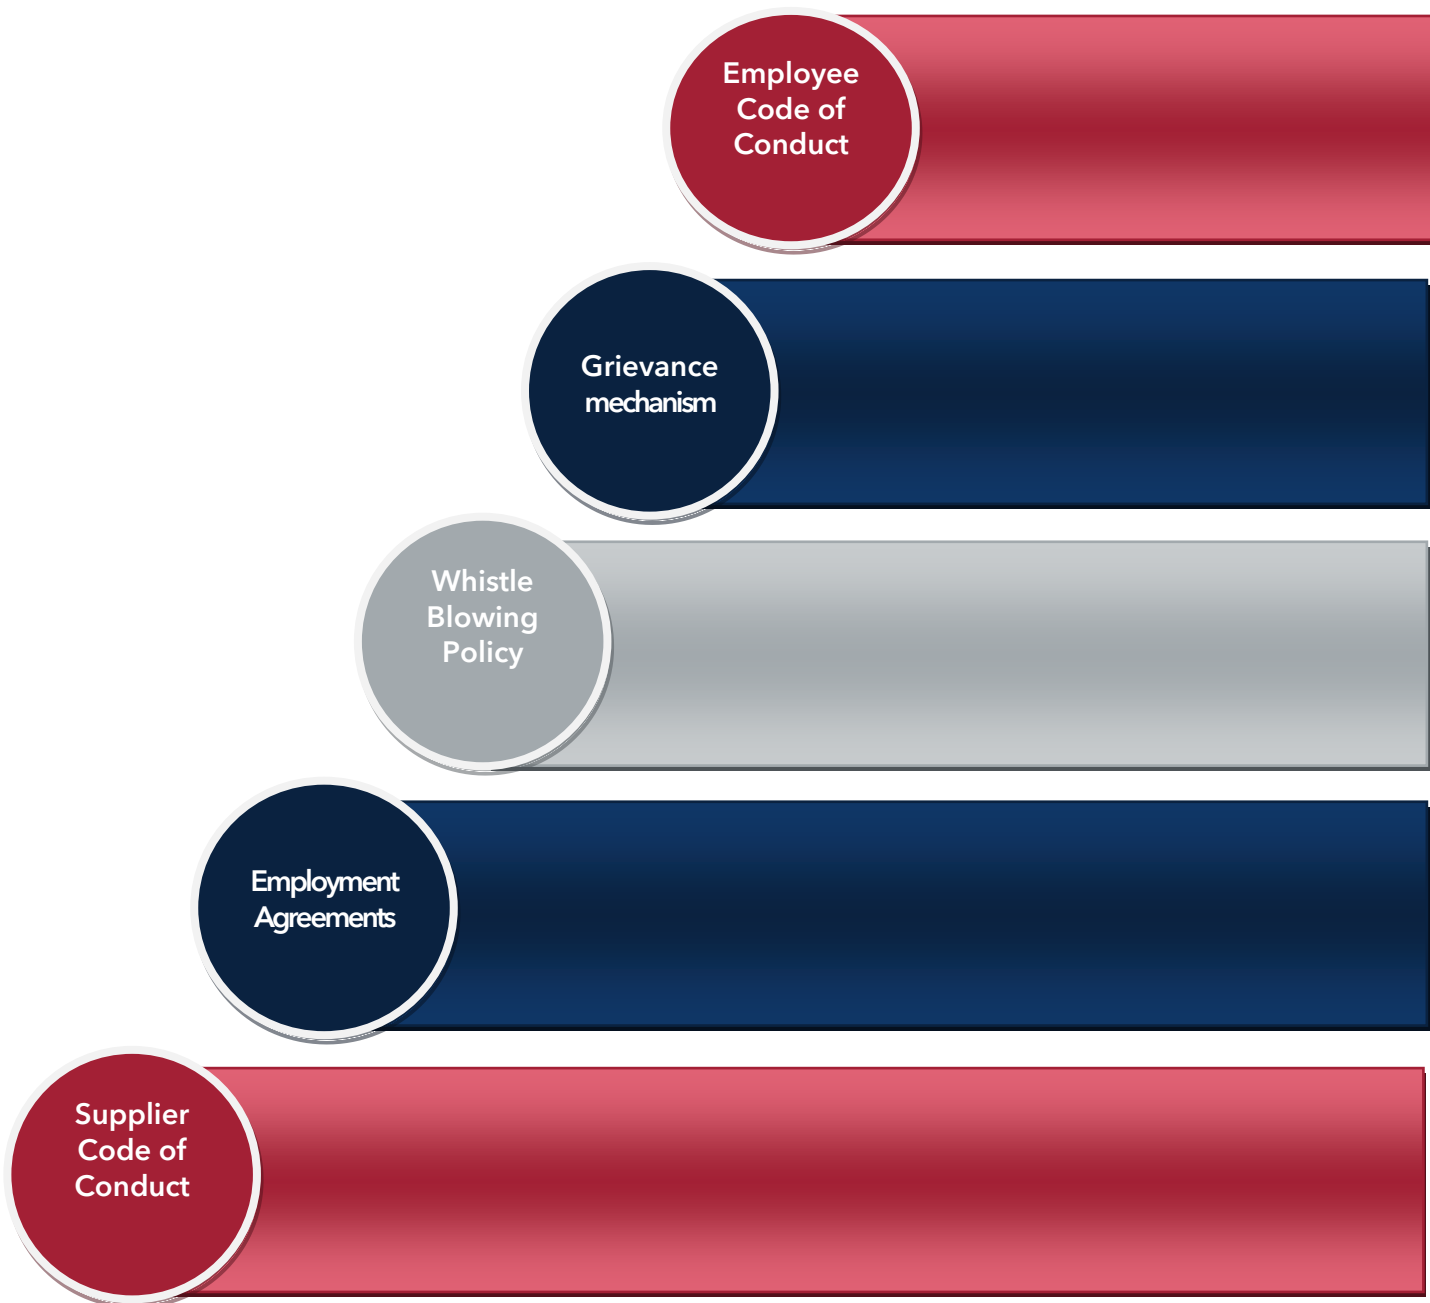 Employee
Code of
Conduct
Grievance
mechanism
Whistle
Blowing
Policy
Employment
Agreements
Supplier
Code of
Conduct